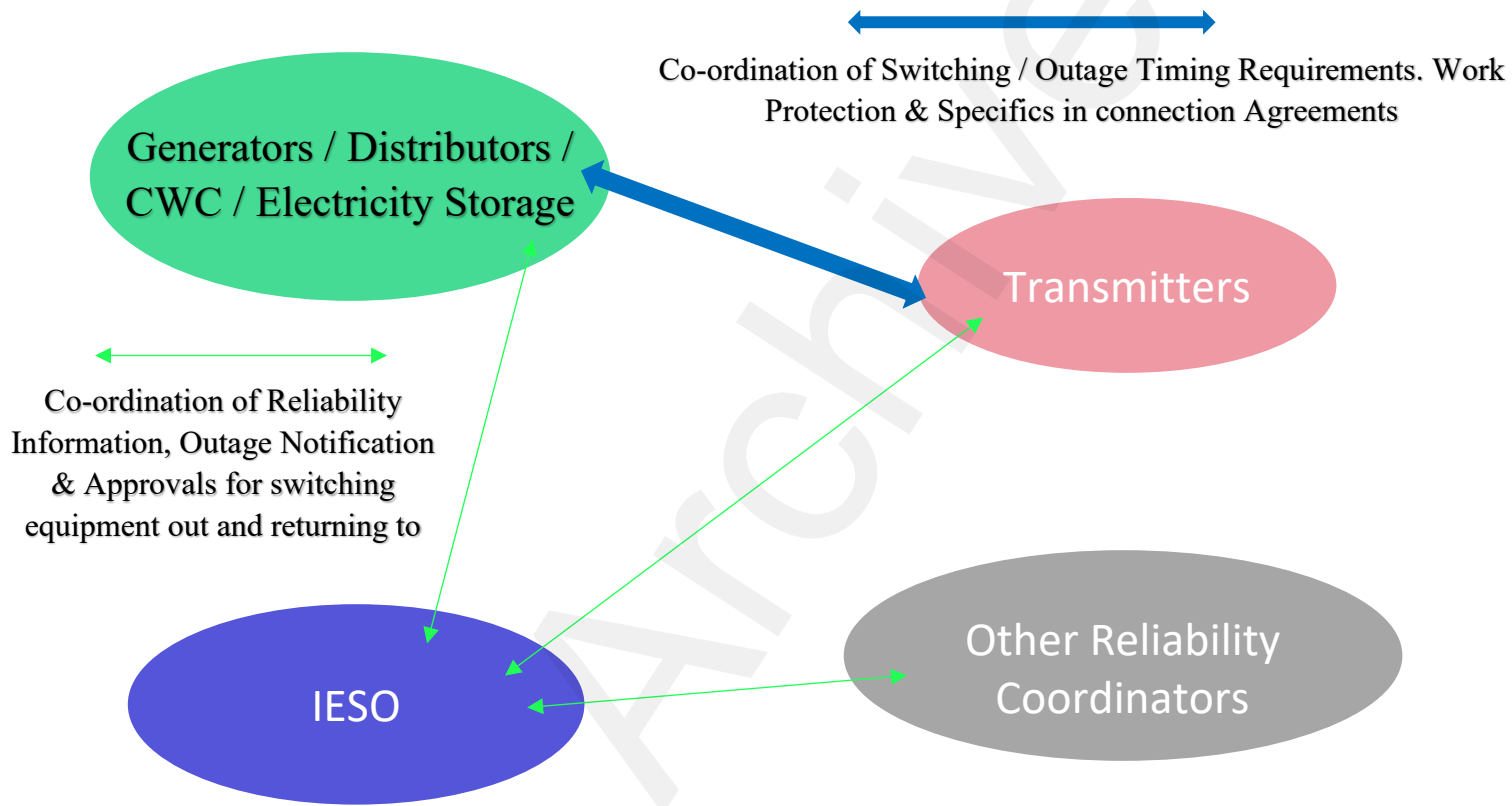 Co-ordination of Switching / Outage Timing Requirements. Work
Protection & Specifics in connection Agreements
Generators / Distributors /
CWC / Electricity Storage
Transmitters
Co-ordination of Reliability
Information, Outage Notification
& Approvals for switching
equipment out and returning to
Other Reliability
Coordinators
IESO
Archive